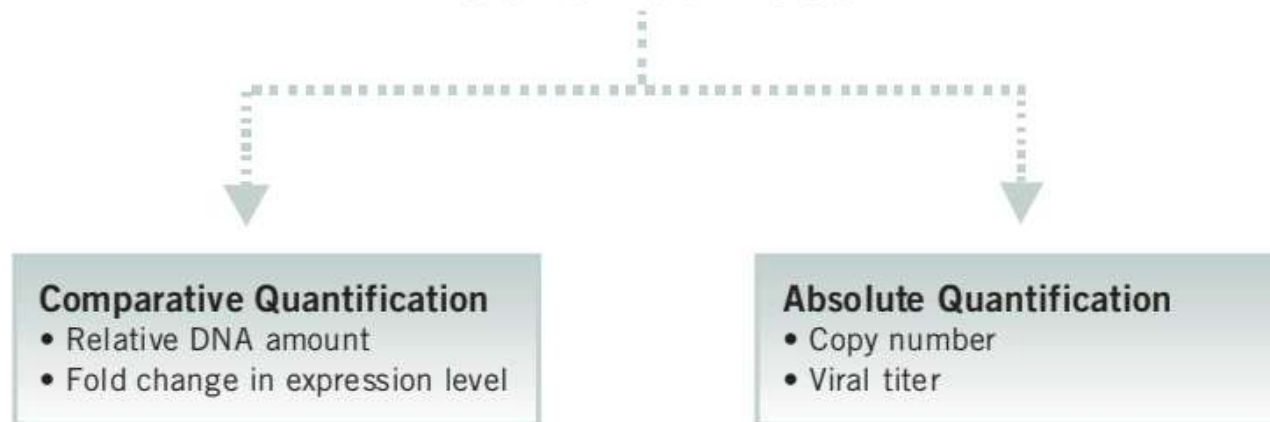 Comparative Quantification
• Relative DNA amount
• Fold change in expression level
Absolute Quantification
• Copy number
• Viral titer